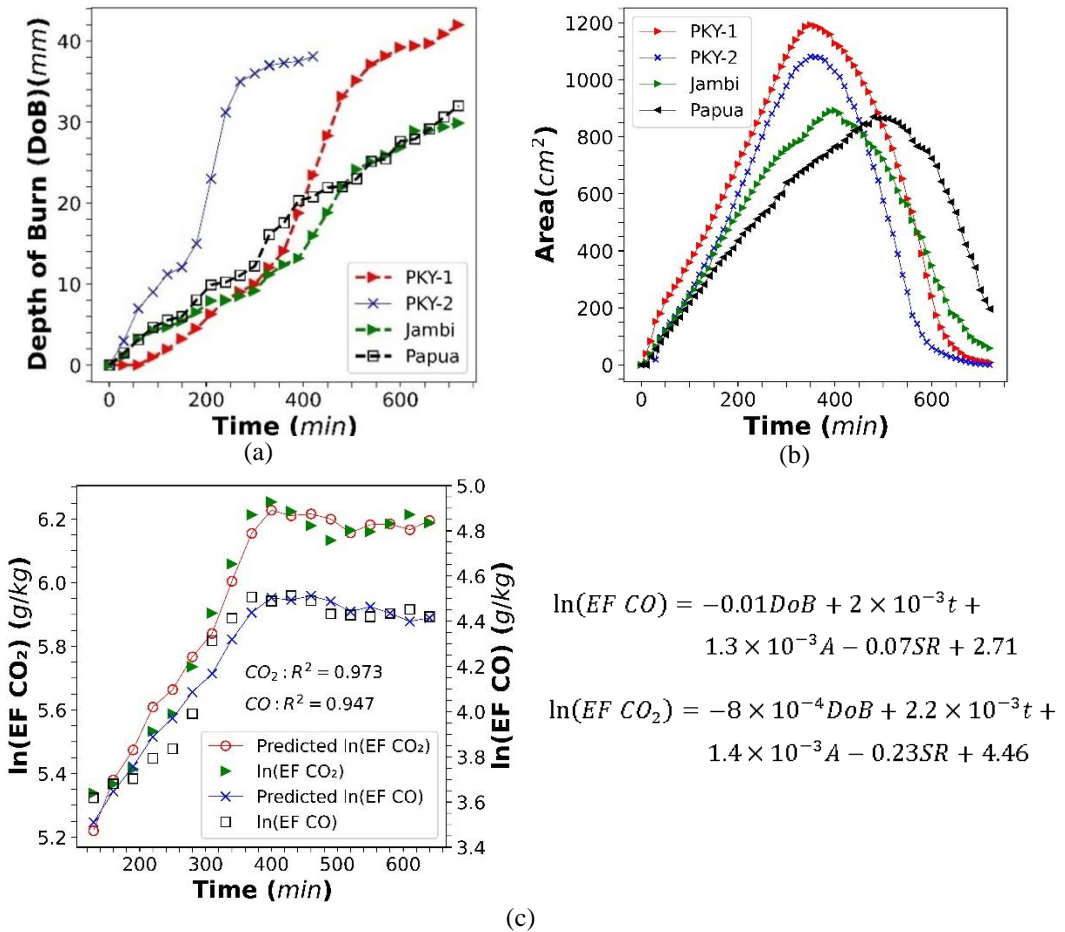 Depth of Burn (DoB)(mm)
40
30
20
10
0
PKY-1
PKY-2
Jambi
Papua
0
200
400
600
Time (min)
(a)
Area(cm²)
1200
1000
800
600
400
200
0
PKY-1
PKY-2
Jambi
Papua
0
200
400
600
Time (min)
(b)
ln(EF CO₂) (g/kg)
6.2
6.0
5.8
5.6
5.4
5.2
CO₂: R² = 0.973
CO: R² = 0.947
Predicted ln(EF CO₂)
ln(EF CO₂)
Predicted ln(EF CO)
ln(EF CO)
200
300
400
500
600
Time (min)
5.0
4.8
4.6
4.4
4.2
4.0
3.8
3.6
3.4
ln(EF CO) (g/kg)
ln(EF CO) = −0.01DoB + 2 × 10⁻³t +
1.3 × 10⁻³A − 0.07SR + 2.71
ln(EF CO₂) = −8 × 10⁻⁴DoB + 2.2 × 10⁻³t +
1.4 × 10⁻³A − 0.23SR + 4.46
(c)